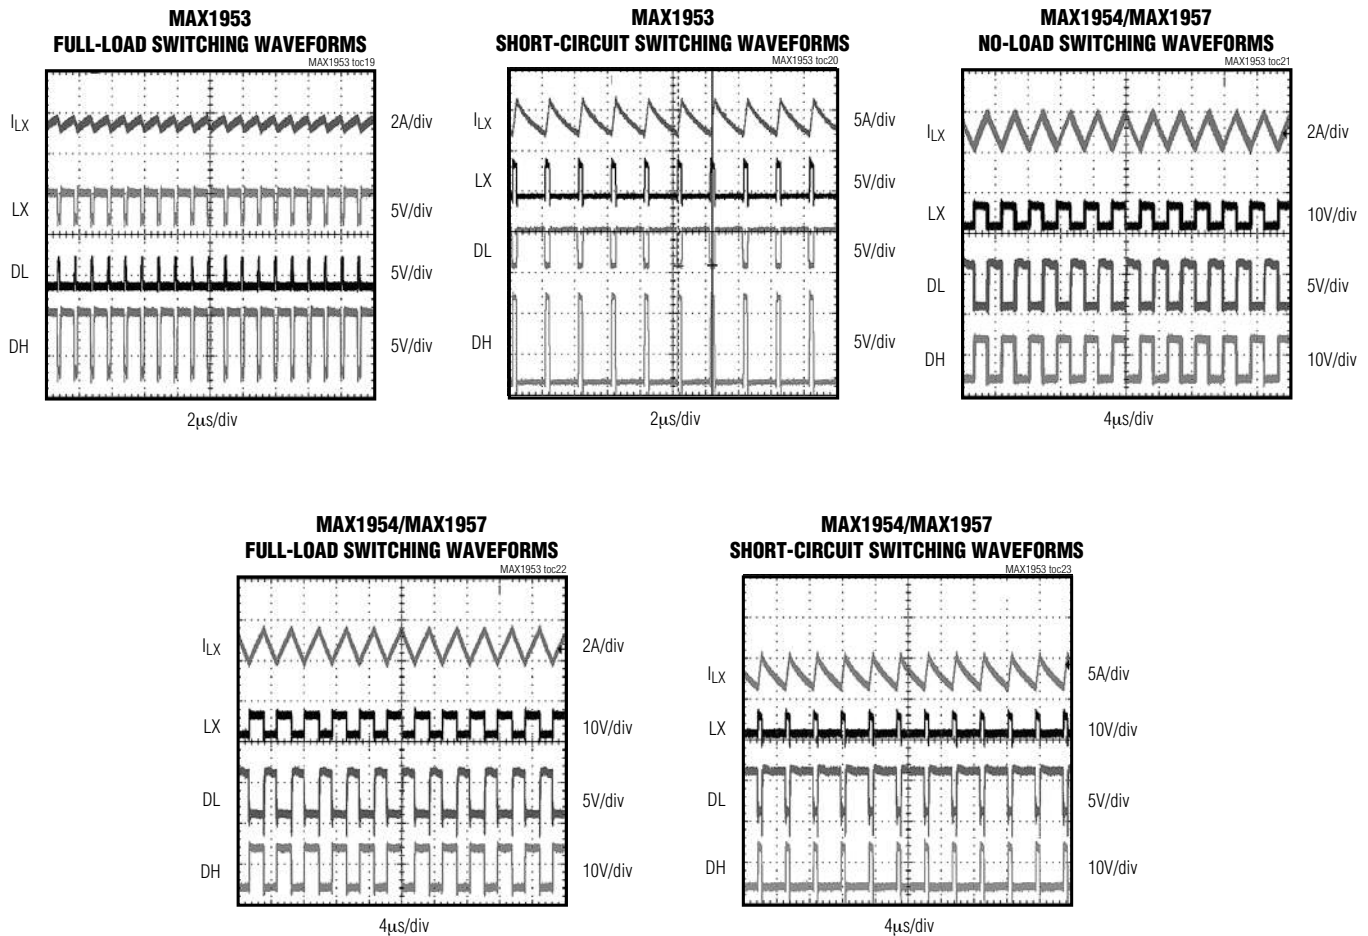 MAX1953
FULL-LOAD SWITCHING WAVEFORMS
MAX1953 toc19
ILX
2A/div
LX
5V/div
DL
5V/div
DH
5V/div
2μs/div
MAX1953
SHORT-CIRCUIT SWITCHING WAVEFORMS
MAX1953 toc20
ILX
5A/div
LX
5V/div
DL
5V/div
DH
5V/div
2μs/div
MAX1954/MAX1957
NO-LOAD SWITCHING WAVEFORMS
MAX1953 toc21
ILX
2A/div
LX
10V/div
DL
5V/div
DH
10V/div
4μs/div
MAX1954/MAX1957
FULL-LOAD SWITCHING WAVEFORMS
MAX1953 toc22
ILX
2A/div
LX
10V/div
DL
5V/div
DH
10V/div
4μs/div
MAX1954/MAX1957
SHORT-CIRCUIT SWITCHING WAVEFORMS
MAX1953 toc23
ILX
5A/div
LX
10V/div
DL
5V/div
DH
10V/div
4μs/div